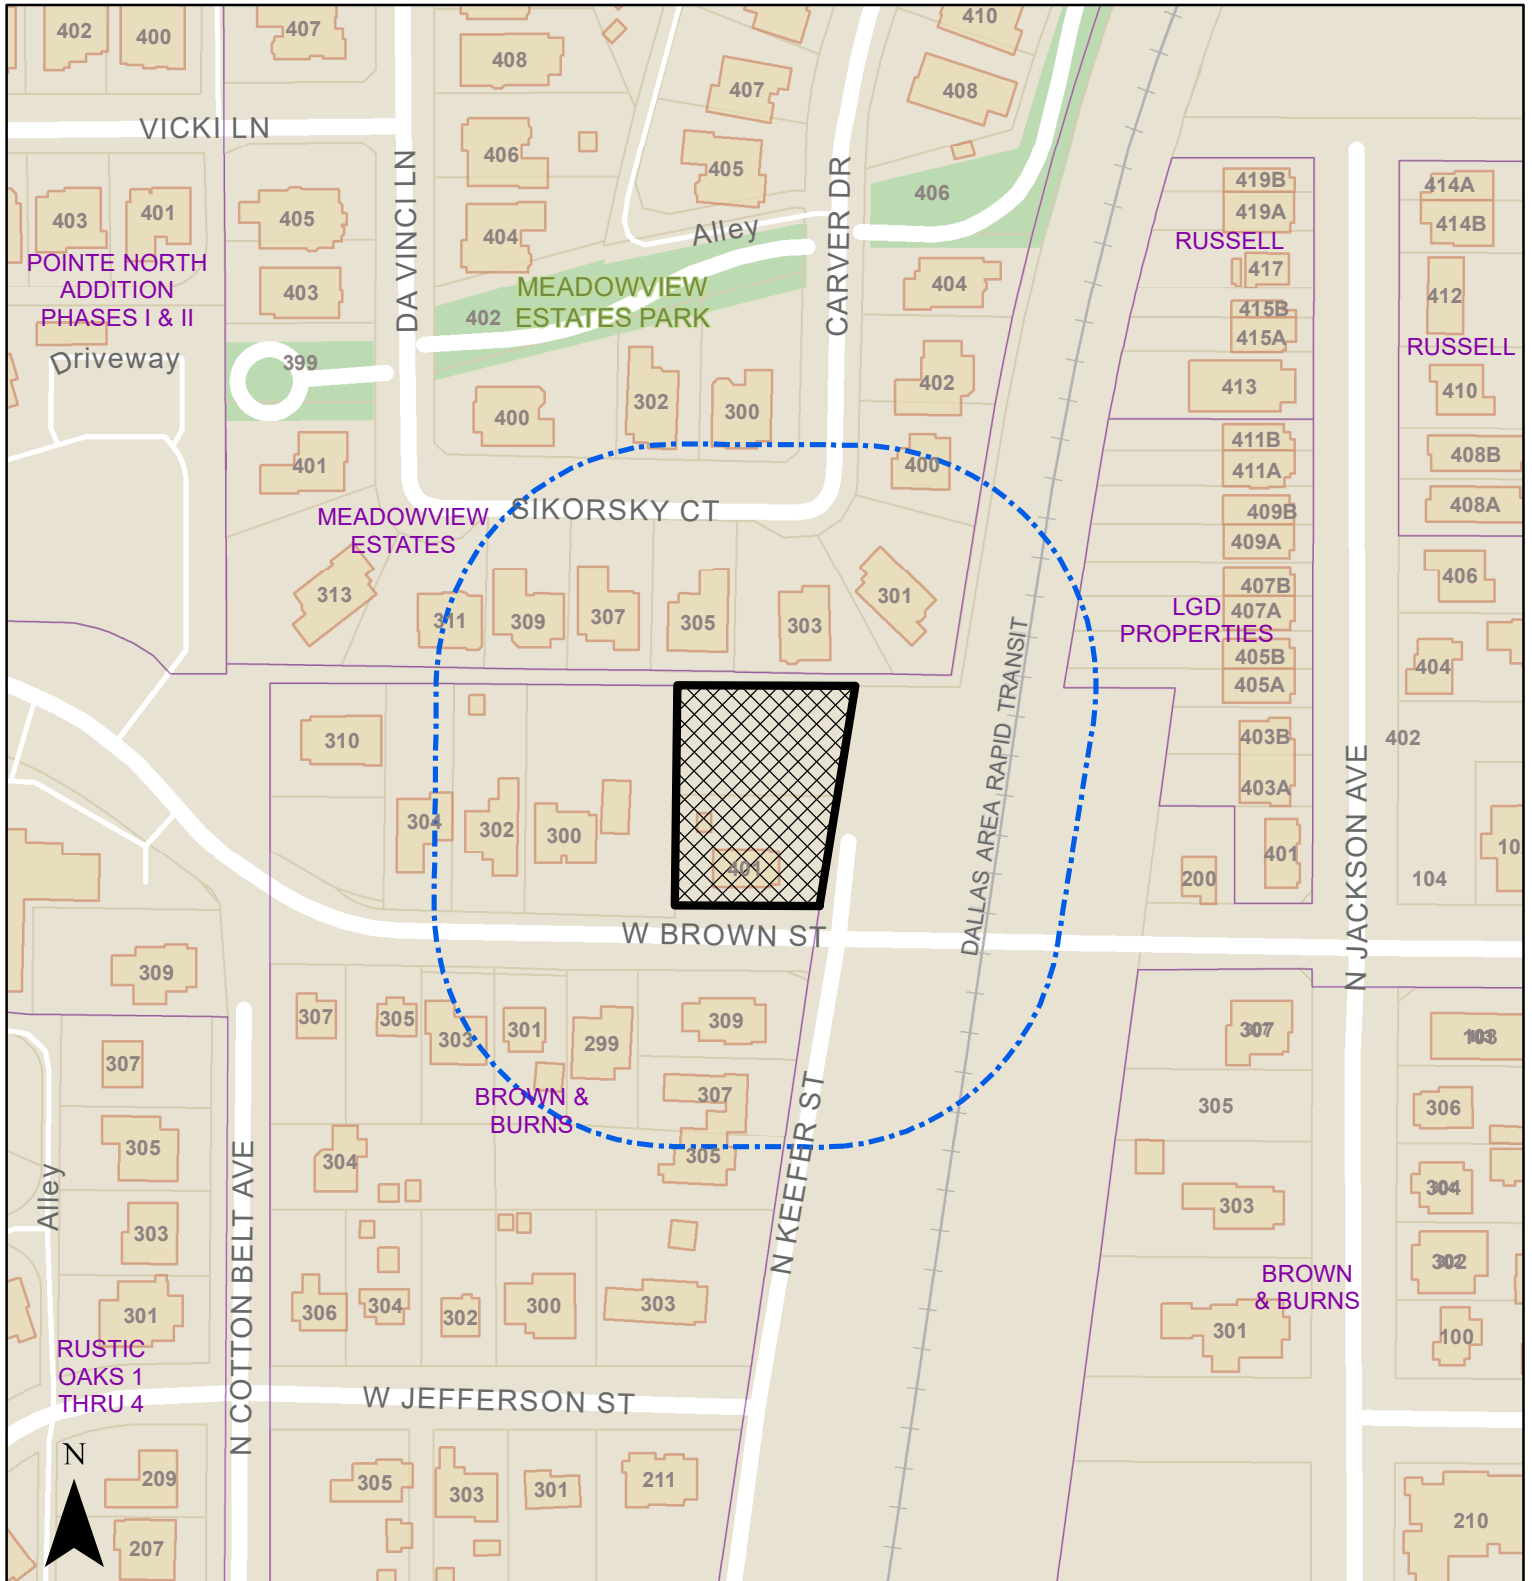 402
400
407
408
410
407
408
VICKI LN
406
405
DA VINCI LN
CARVER DR
419B
414A
403
401
405
404
406
419A
414B
Alley
RUSSELL
POINTE NORTH
ADDITION
PHASES I & II
403
404
417
412
MEADOWVIEW
ESTATES PARK
402
415B
415A
RUSSELL
Driveway
399
402
413
410
400
302
300
401
400
411B
411A
408B
SIKORSKY CT
MEADOWVIEW
ESTATES
409B
409A
408A
313
311
309
307
305
303
301
407B
407A
406
LGD
PROPERTIES
405B
405A
404
DALLAS AREA RAPID TRANSIT
310
403B
403A
402
N JACKSON AVE
304
302
300
401
401
200
104
W BROWN ST
309
307
305
303
301
299
309
307
307
305
BROWN &
BURNS
307
305
305
306
N KEEFER ST
305
304
303
304
Alley
N COTTON BELT AVE
303
302
BROWN
& BURNS
301
306
304
302
300
303
301
100
RUSTIC
OAKS 1
THRU 4
W JEFFERSON ST
N
209
305
303
301
211
207
210